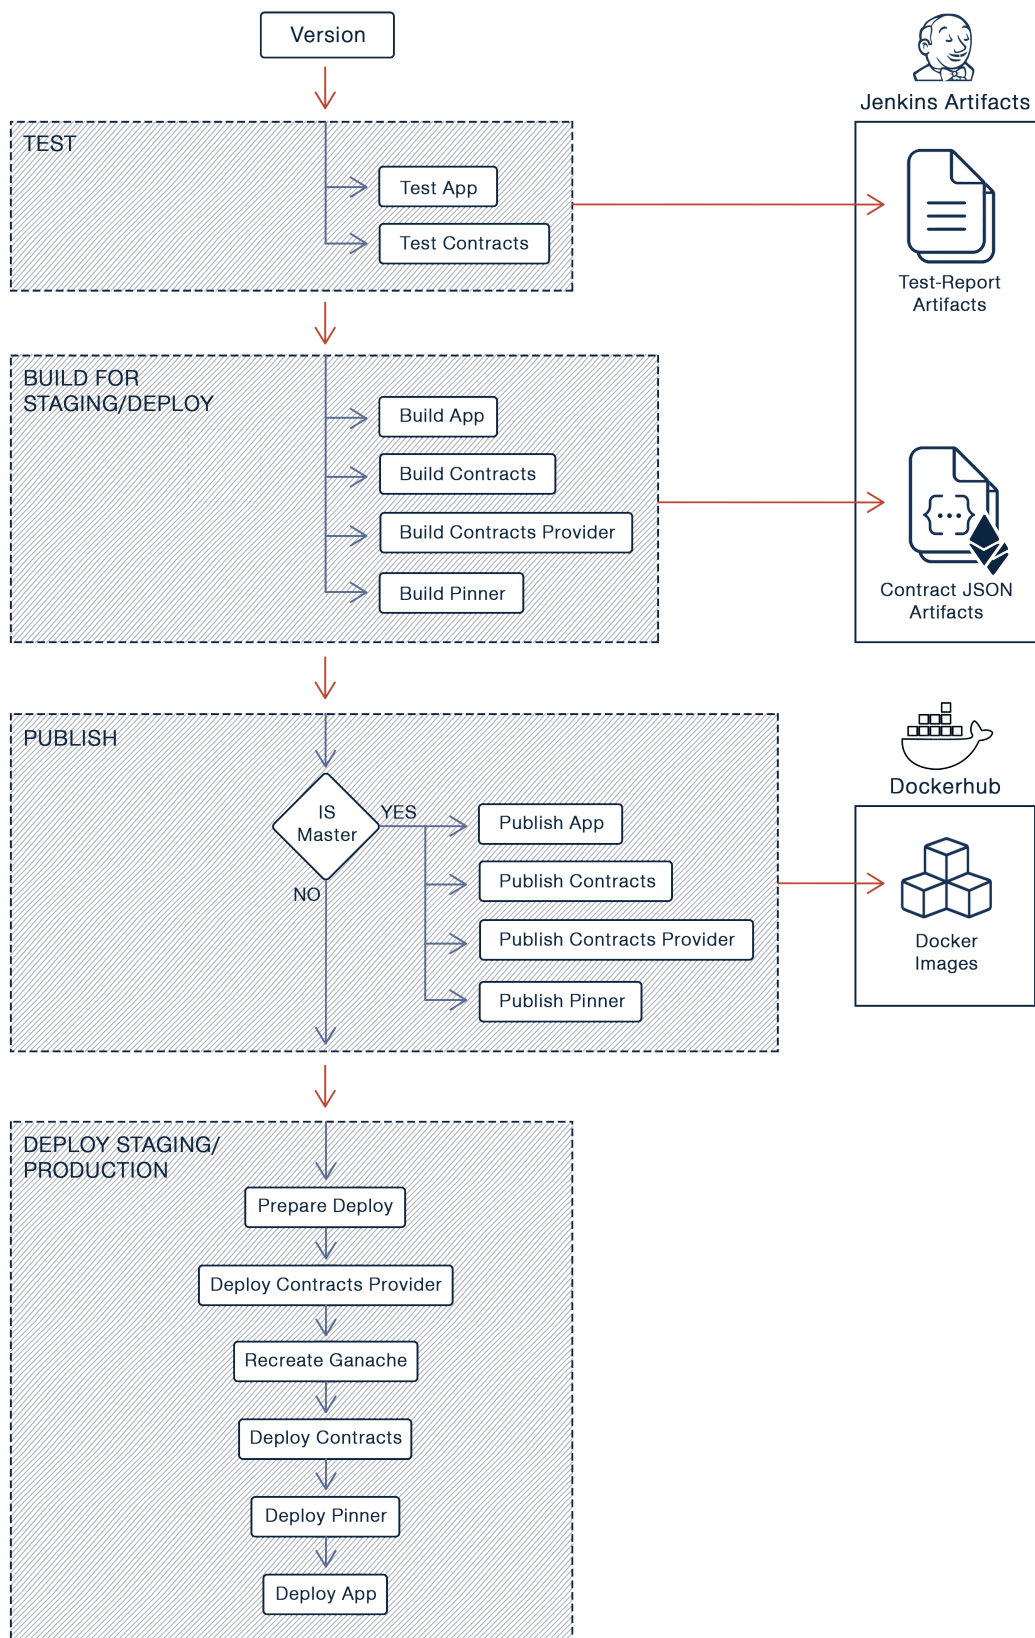 Version
Jenkins Artifacts
TEST
Test App
Test Contracts
Test-Report
Artifacts
BUILD FOR
STAGING/DEPLOY
Build App
Build Contracts
Build Contracts Provider
Build Pinner
{...}
Contract JSON
Artifacts
PUBLISH
Dockerhub
IS
Master
YES
NO
Publish App
Publish Contracts
Publish Contracts Provider
Publish Pinner
Docker
Images
DEPLOY STAGING/
PRODUCTION
Prepare Deploy
Deploy Contracts Provider
Recreate Ganache
Deploy Contracts
Deploy Pinner
Deploy App